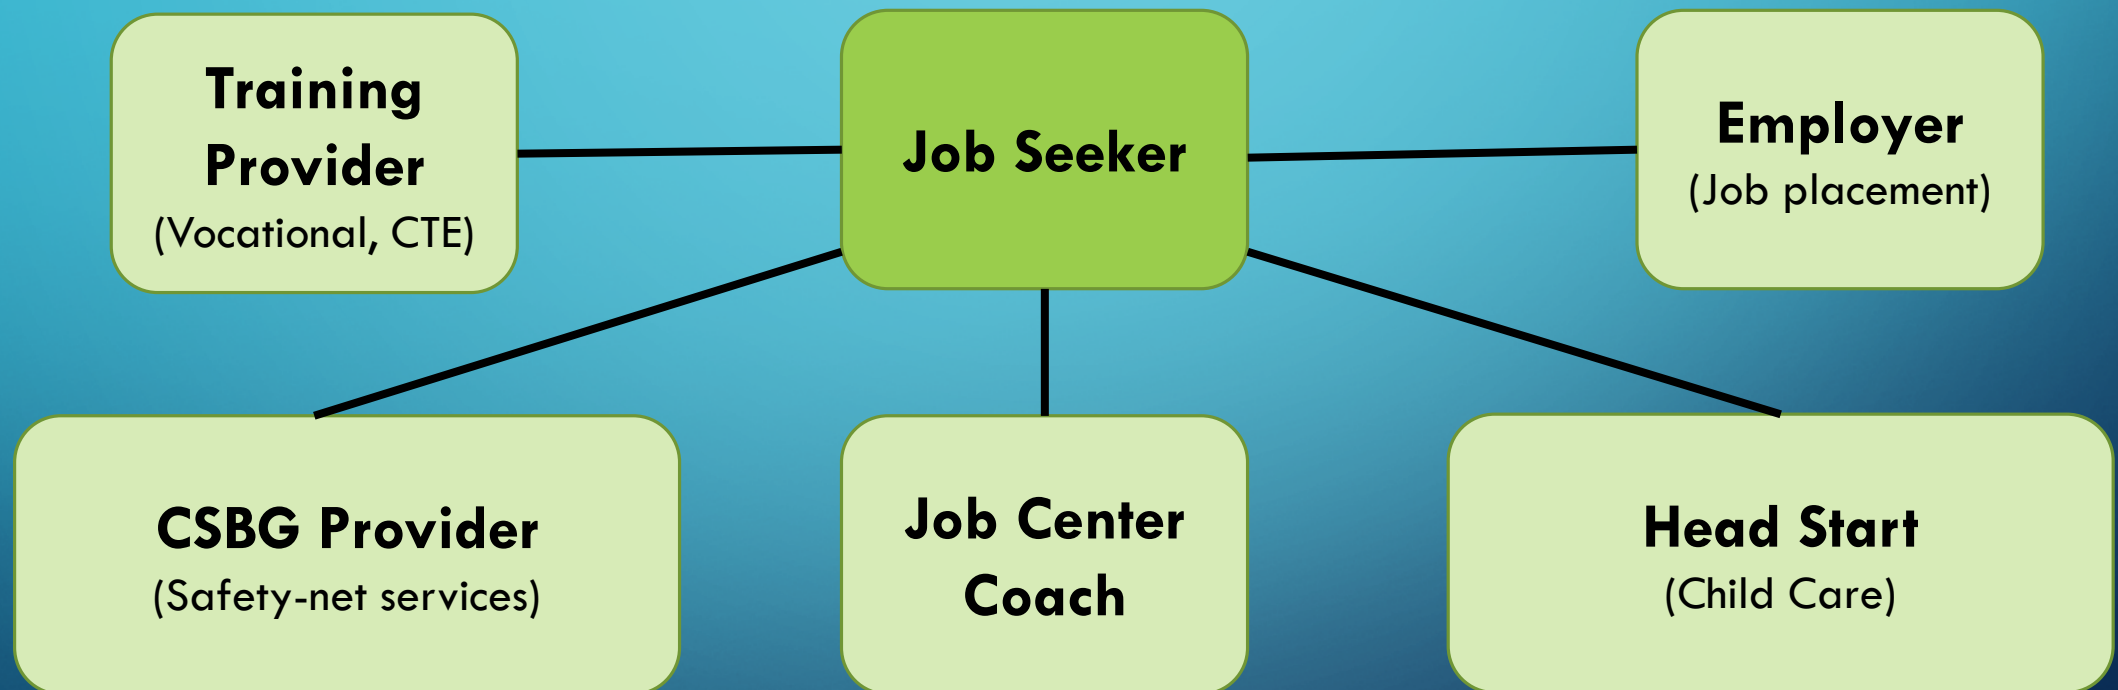 Training
Provider
(Vocational, CTE)
Job Seeker
Employer
(Job placement)
CSBG Provider
(Safety-net services)
Job Center
Coach
Head Start
(Child Care)